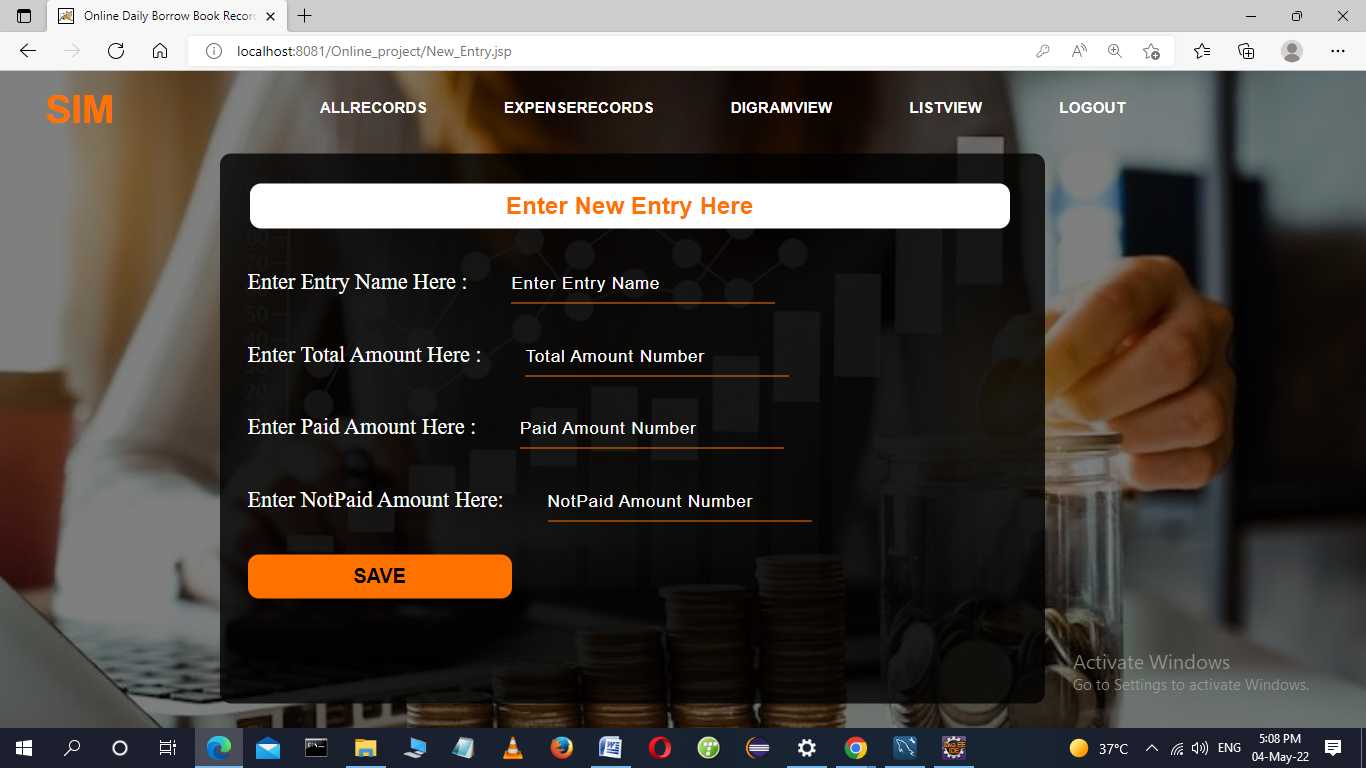 Online Daily Borrow Book Recor
localhost:8081/Online_project/New_Entry.jsp
SIM
ALLRECORDS
EXPENSERECORDS
DIGRAMVIEW
LISTVIEW
LOGOUT
Enter New Entry Here
Enter Entry Name Here :
Enter Entry Name
Enter Total Amount Here :
Total Amount Number
Enter Paid Amount Here :
Paid Amount Number
Enter NotPaid Amount Here:
NotPaid Amount Number
SAVE
Activate Windows
Go to Settings to activate Windows.
37°C
ENG
5:08 PM
04-May-22